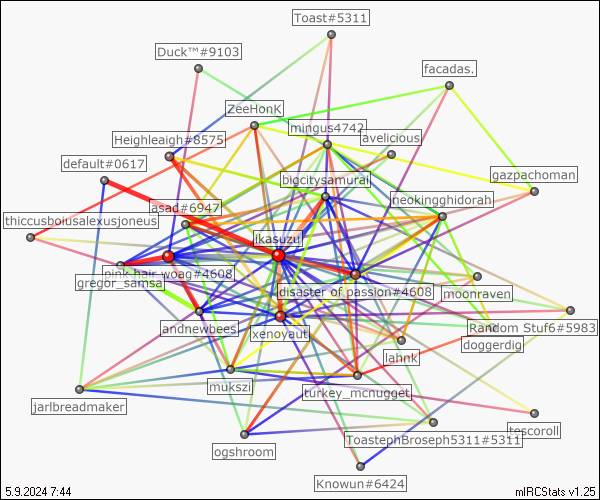 Toast#5311
Duck™#9103
facadas.
ZeeHonK
mingus4742
avelicious
Heighleaigh#8575
default#0617
bigcitysamurai
gazpachoman
neokingghidorah
asad#6947
thiccusboiusalexusjoneus
ikasuzu
pink hair woag#4608
gregor_samsa
disaster of passion#4608
moonraven
andnewbees
xenoyaut
Random Stuf6#5983
doggerdig
lahnk
mukszi
turkey_mcnugget
jarlbreadmaker
tescoroll
ToastephBroseph5311#5311
ogshroom
Knowun#6424
5.9.2024 7:44
mIRCStats v1.25